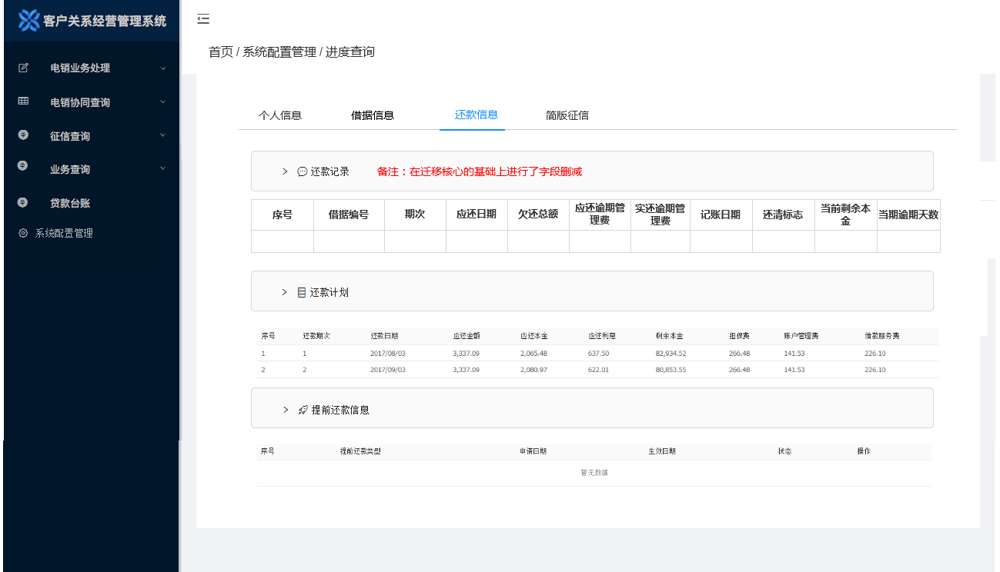 客户关系经营管理系统
首页 / 系统配置管理 / 进度查询
电销业务处理
电销协同查询
征信查询
业务查询
贷款台账
系统配置管理
个人信息 借据信息 还款信息 简版征信
还款记录 备注：在迁移核心的基础上进行了字段删减
序号 借据编号 期次 应还日期 欠还总额 应还逾期管理费 实还逾期管理费 记账日期 还清标志 当前剩余本金 当期逾期天数
还款计划
序号 还款期次 还款日期 应还金额 应还本金 应还利息 剩余本金 担保费 账户管理费 借款服务费
1 1 2017/08/03 3,337.09 2,065.48 637.50 82,934.52 266.48 141.53 226.10
2 2 2017/09/03 3,337.09 2,080.97 622.01 80,853.55 266.48 141.53 226.10
提前还款信息
序号 提前还款类型 申请日期 生效日期 状态 操作
暂无数据